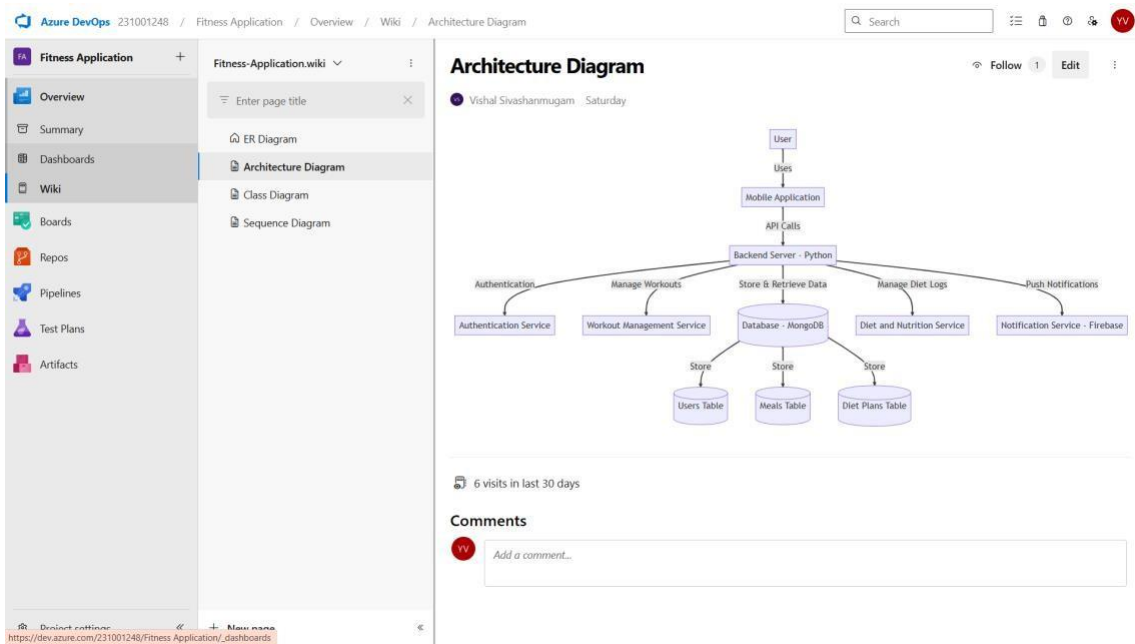 Azure DevOps 231001248 / Fitness Application / Overview / Wiki / Architecture Diagram
Search
YV
FA Fitness Application +
Overview
Summary
Dashboards
Wiki
Boards
Repos
Pipelines
Test Plans
Artifacts
Project settings
https://dev.azure.com/231001248/Fitness Application/_dashboards
Fitness-Application.wiki
Enter page title
ER Diagram
Architecture Diagram
Class Diagram
Sequence Diagram
+ New page
Architecture Diagram
Follow 1 Edit
Vishal Sivashanmugam Saturday
User
Uses
Mobile Application
API Calls
Backend Server - Python
Authentication Manage Workouts Store & Retrieve Data Manage Diet Logs Push Notifications
Authentication Service Workout Management Service Database - MongoDB Diet and Nutrition Service Notification Service - Firebase
Store Store Store
Users Table Meals Table Diet Plans Table
6 visits in last 30 days
Comments
YV
Add a comment...